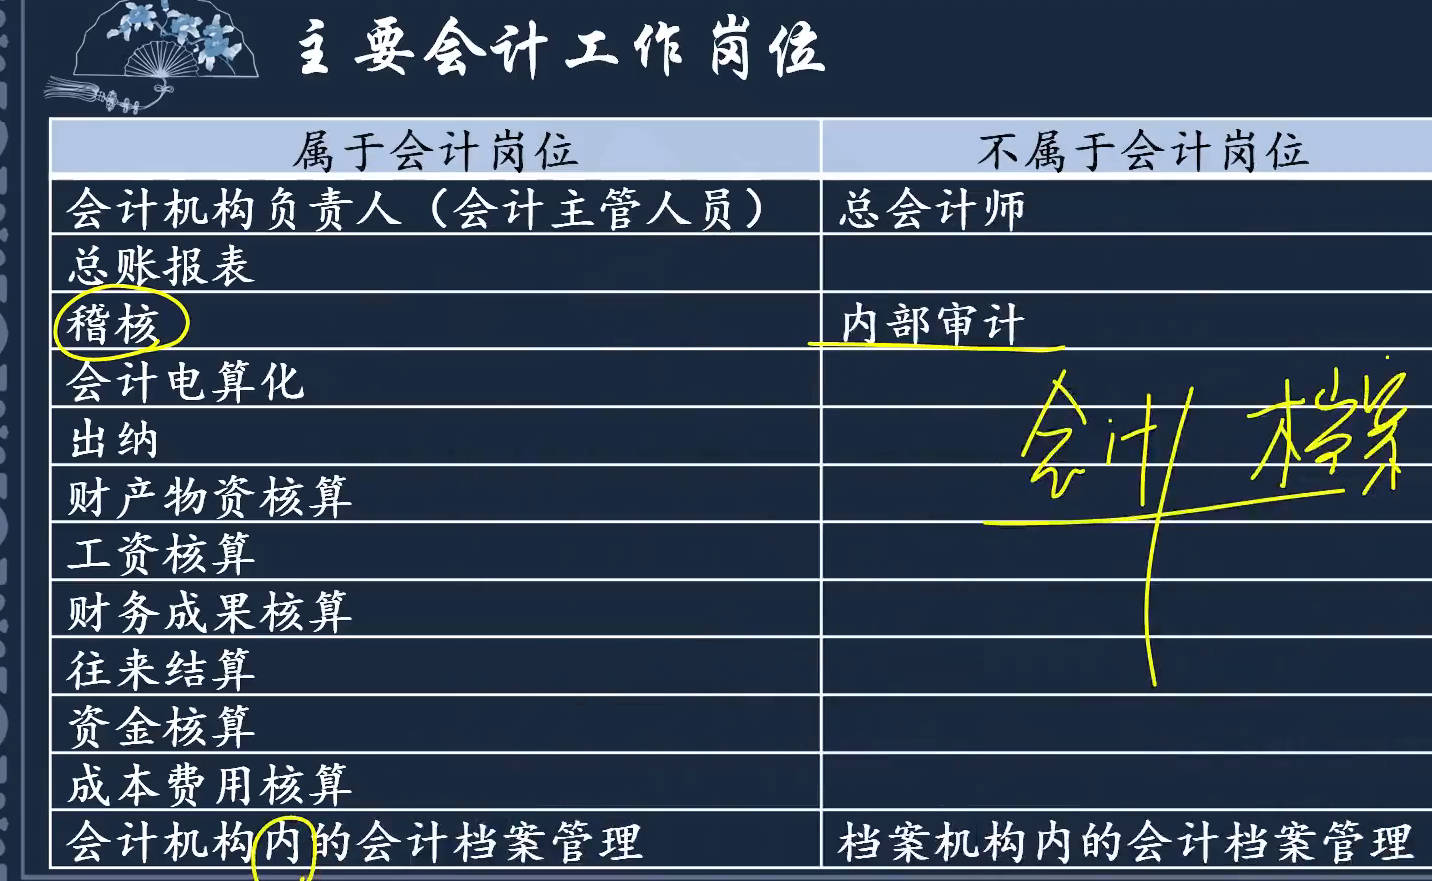 主要会计工作岗位
属于会计岗位 不属于会计岗位
会计机构负责人（会计主管人员） 总会计师
总账报表
稽核 内部审计
会计电算化
会计 档案
出纳
财产物资核算
工资核算
财务成果核算
往来结算
资金核算
成本费用核算
会计机构内的会计档案管理 档案机构内的会计档案管理